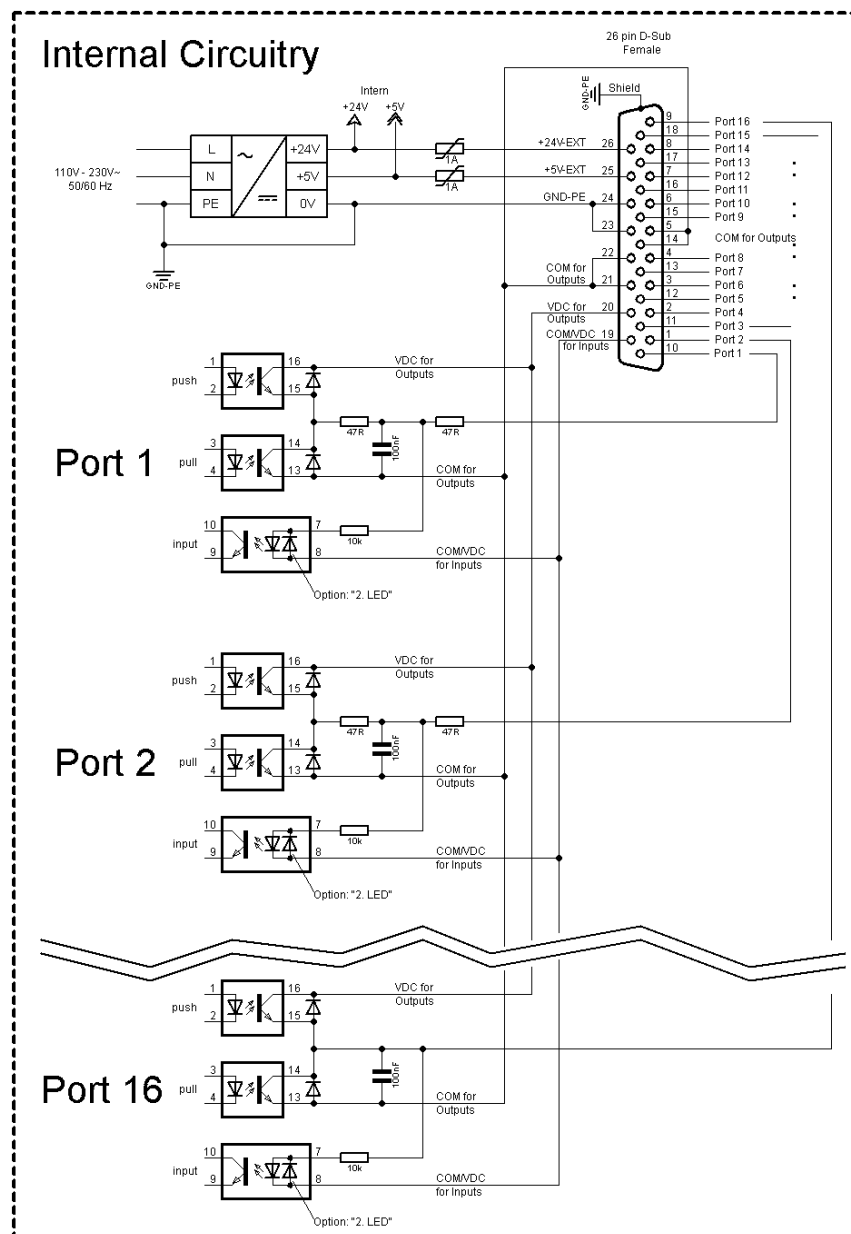 Internal Circuitry
26 pin D-Sub
Female
GND-PE
Shield
Intern
+24V
+5V
110V - 230V~
50/60 Hz
L
N
PE
~
+24V
+5V
0V
1A
1A
GND-PE
+24V-EXT 26
+5V-EXT 25
GND-PE 24
23
22
COM for
Outputs
21
VDC for
Outputs
20
COM/VDC 19
for Inputs
9 Port 16
18 Port 15
8 Port 14
17 Port 13
7 Port 12
16 Port 11
6 Port 10
15 Port 9
5
14 COM for Outputs
4 Port 8
13 Port 7
3 Port 6
12 Port 5
2 Port 4
11 Port 3
1 Port 2
10 Port 1
Port 1
push
1
2
16
15
VDC for
Outputs
47R
100nF
47R
pull
3
4
14
13
COM for
Outputs
input
10
9
7
8
10k
COM/VDC
for Inputs
Option: "2. LED"
Port 2
push
1
2
16
15
VDC for
Outputs
47R
100nF
47R
pull
3
4
14
13
COM for
Outputs
input
10
9
7
8
10k
COM/VDC
for Inputs
Option: "2. LED"
Port 16
push
1
2
16
15
VDC for
Outputs
100nF
pull
3
4
14
13
COM for
Outputs
input
10
9
7
8
10k
COM/VDC
for Inputs
Option: "2. LED"